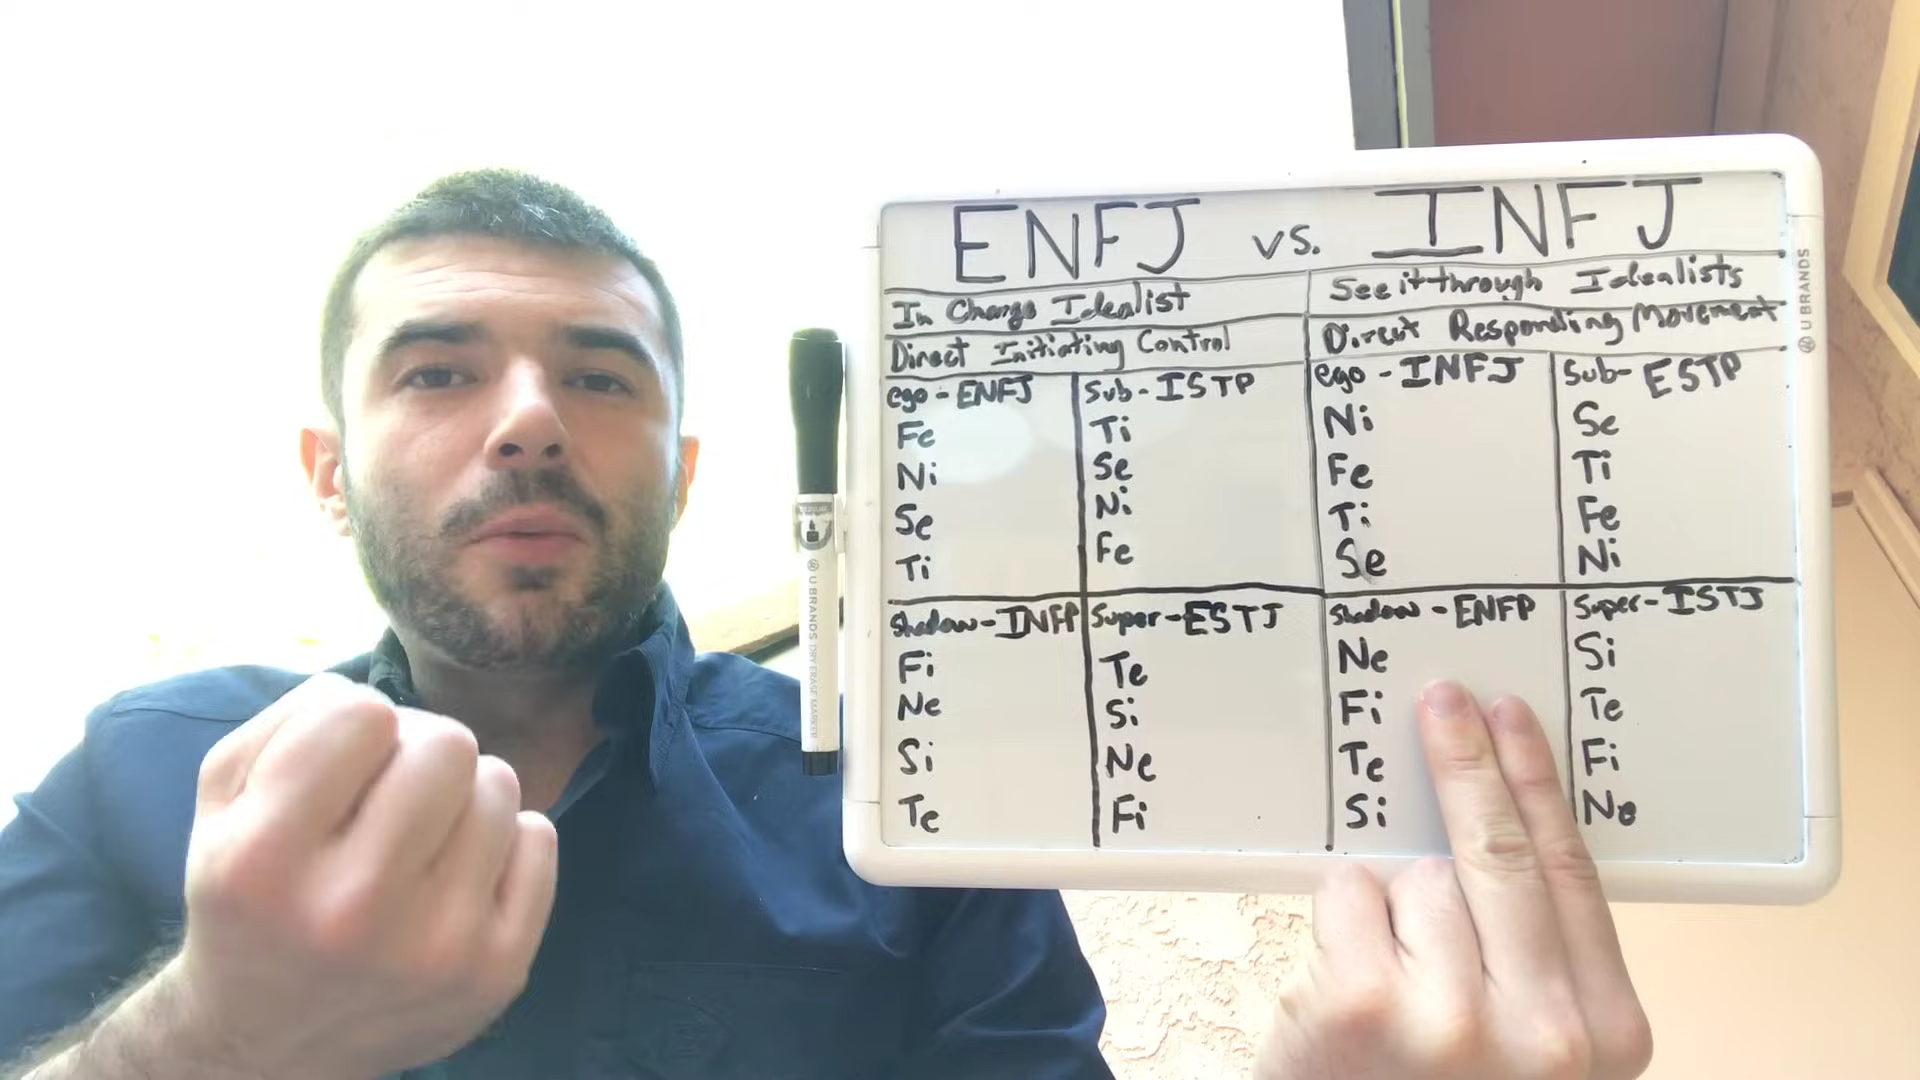 ENFJ vs. INFJ
In Charge Idealist
See it through Idealists
Direct Initiating Control
Direct Responding Movement
ego - ENFJ
Fe
Ni
Se
Ti
Sub - ISTP
Ti
Se
Ni
Fe
ego - INFJ
Ni
Fe
Ti
Se
Sub - ESTP
Se
Ti
Fe
Ni
Shadow - INFP
Fi
Ne
Si
Te
Super - ESTJ
Te
Si
Ne
Fi
Shadow - ENFP
Ne
Fi
Te
Si
Super - ISTJ
Si
Te
Fi
Ne
U BRANDS
U BRANDS DRY ERASE MARKER